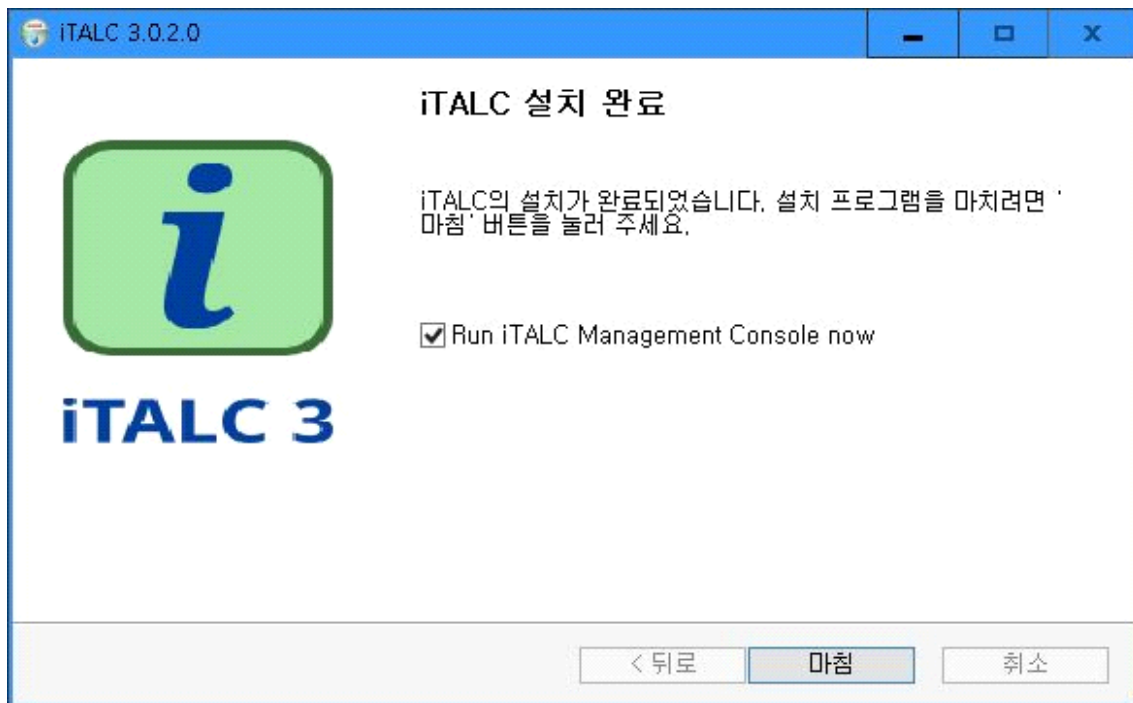 iTALC 3.0.2.0
iTALC 설치 완료
iTALC의 설치가 완료되었습니다. 설치 프로그램을 마치려면 '
마침' 버튼을 눌러 주세요.
Run iTALC Management Console now
i
iTALC 3
< 뒤로
마침
취소